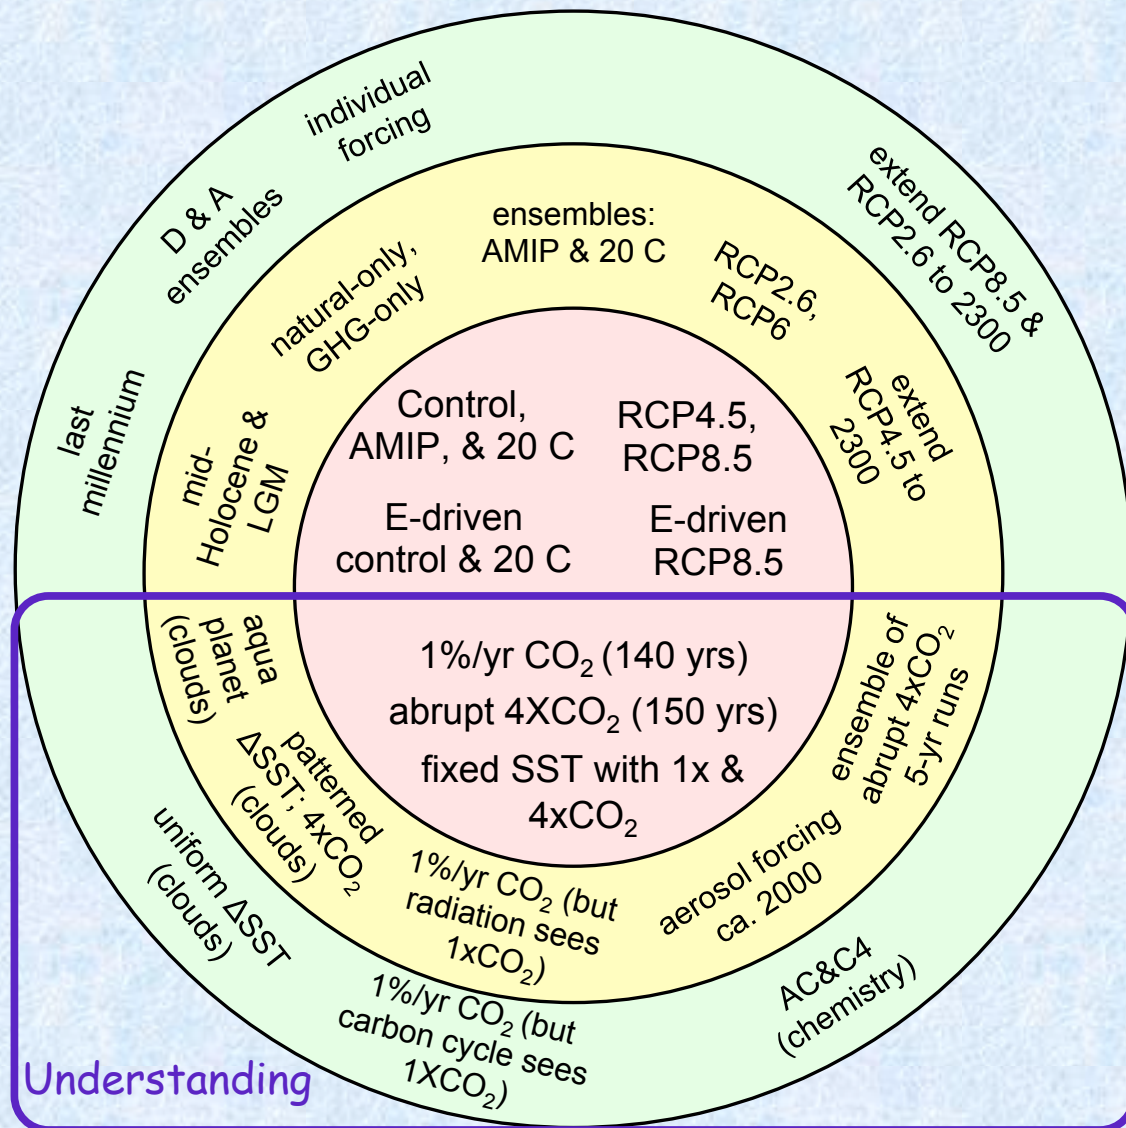 individual
forcing
D & A
ensembles
last
millennium
extend RCP8.5 &
RCP2.6 to 2300
ensembles:
AMIP & 20 C
natural-only,
GHG-only
mid-
Holocene &
LGM
RCP2.6,
RCP6
extend
RCP4.5 to
2300
Control,
AMIP, & 20 C
RCP4.5,
RCP8.5
E-driven
control & 20 C
E-driven
RCP8.5
1%/yr CO₂ (140 yrs)
abrupt 4XCO₂ (150 yrs)
fixed SST with 1x &
4xCO₂
aqua
planet
(clouds)
patterned
ΔSST; 4xCO₂
(clouds)
1%/yr CO₂ (but
radiation sees
1xCO₂)
aerosol forcing
ca. 2000
ensemble of
abrupt 4xCO₂
5-yr runs
uniform ΔSST
(clouds)
1%/yr CO₂ (but
carbon cycle sees
1XCO₂)
AC&C4
(chemistry)
Understanding